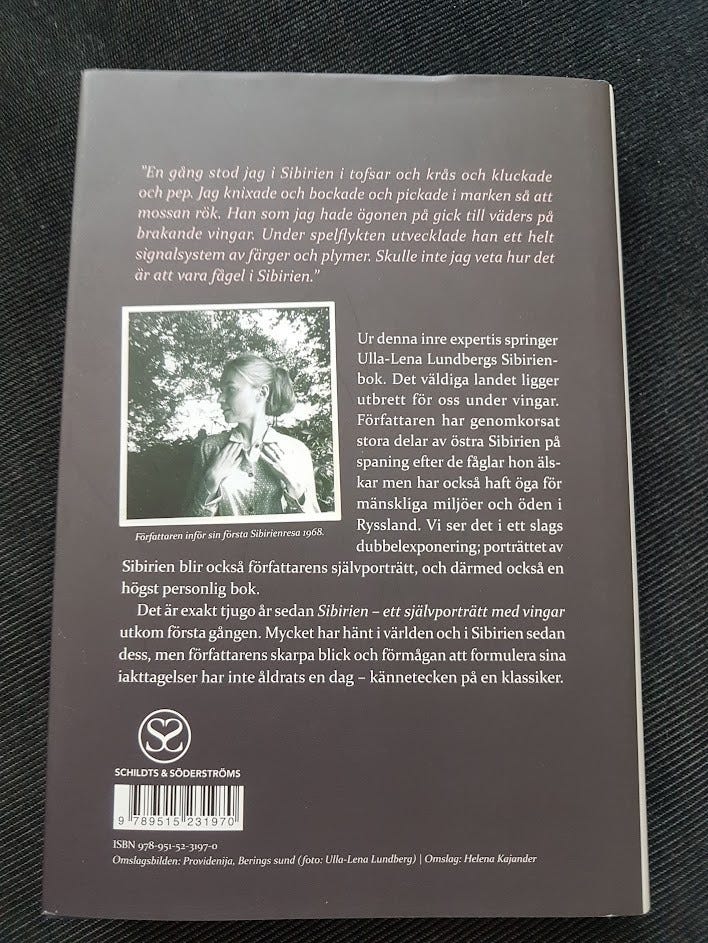 "En gång stod jag i Sibirien i tofsar och krås och kluckade
och pep. Jag knixade och bockade och pickade i marken så att
mossan rök. Han som jag hade ögonen på gick till väders på
brakande vingar. Under spelflykten utvecklade han ett helt
signalsystem av färger och plymer. Skulle inte jag veta hur det
är att vara fågel i Sibirien."
Ur denna inre expertis springer
Ulla-Lena Lundbergs Sibirien-
bok. Det väldiga landet ligger
utbrett för oss under vingar.
Författaren har genomkorsat
stora delar av östra Sibirien på
spaning efter de fåglar hon äls-
kar men har också haft öga för
mänskliga miljöer och öden i
Ryssland. Vi ser det i ett slags
dubbelexponering; porträttet av
Sibirien blir också författarens självporträtt, och därmed också en
högst personlig bok.
Det är exakt tjugo år sedan Sibirien – ett självporträtt med vingar
utkom första gången. Mycket har hänt i världen och i Sibirien sedan
dess, men författarens skarpa blick och förmågan att formulera sina
iakttagelser har inte åldrats en dag – kännetecken på en klassiker.
Författaren inför sin första Sibirienresa 1968.
SS
SCHILDTS & SÖDERSTRÖMS
9 789515 231970
ISBN 978-951-52-3197-0
Omslagsbilden: Providenija, Berings sund (foto: Ulla-Lena Lundberg) | Omslag: Helena Kajander